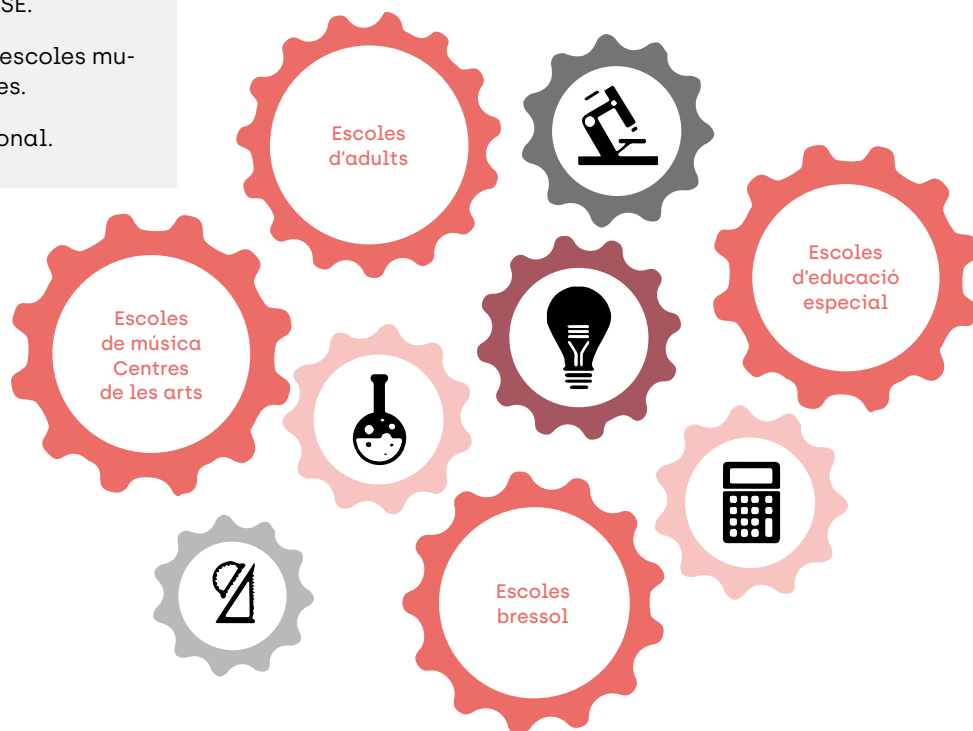 SE.
escoles mu-
es.
onal.
Escoles
d'adults
Escoles
d'educació
especial
Escoles
de música
Centres
de les arts
Escoles
bressol